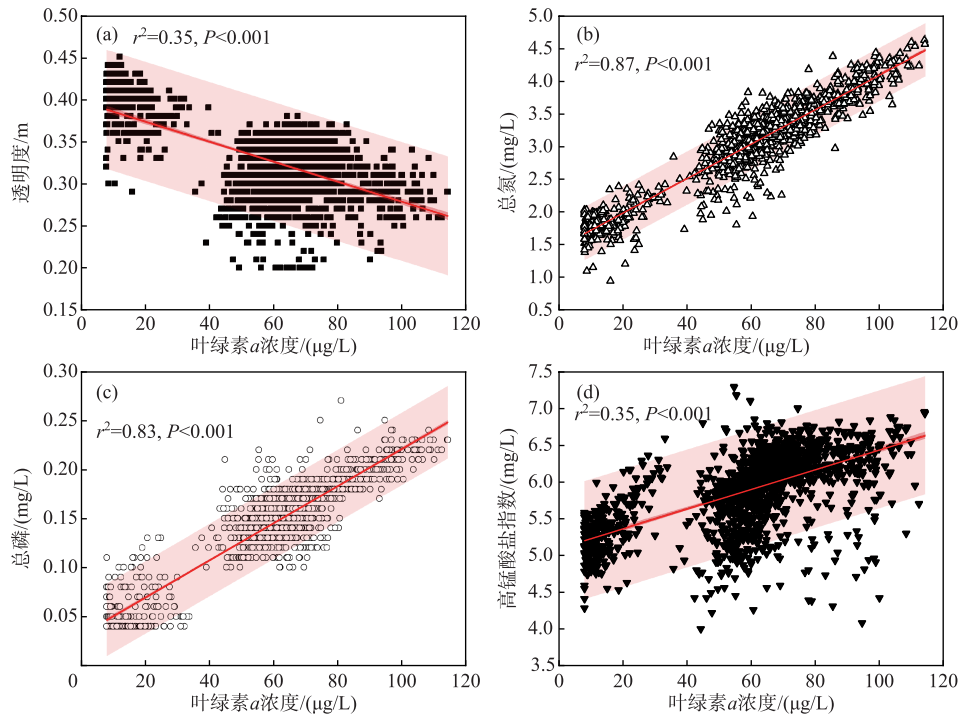 (a)
r²=0.35, P<0.001
0.50
0.45
0.40
0.35
0.30
0.25
0.20
0.15
透明度/m
0 20 40 60 80 100 120
叶绿素a浓度/(μg/L)
(b)
r²=0.87, P<0.001
5.0
4.5
4.0
3.5
3.0
2.5
2.0
1.5
1.0
0.5
总氮/(mg/L)
0 20 40 60 80 100 120
叶绿素a浓度/(μg/L)
(c)
r²=0.83, P<0.001
0.30
0.25
0.20
0.15
0.10
0.05
总磷/(mg/L)
0 20 40 60 80 100 120
叶绿素a浓度/(μg/L)
(d)
r²=0.35, P<0.001
7.5
7.0
6.5
6.0
5.5
5.0
4.5
4.0
3.5
高锰酸盐指数/(mg/L)
0 20 40 60 80 100 120
叶绿素a浓度/(μg/L)